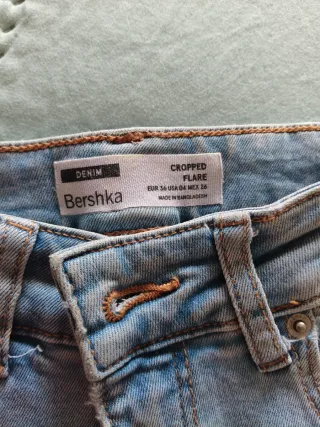 DENIM
Bershka
CROPPED
FLARE
EUR 36 USA 04 MEX 26
MADE IN BANGLADESH